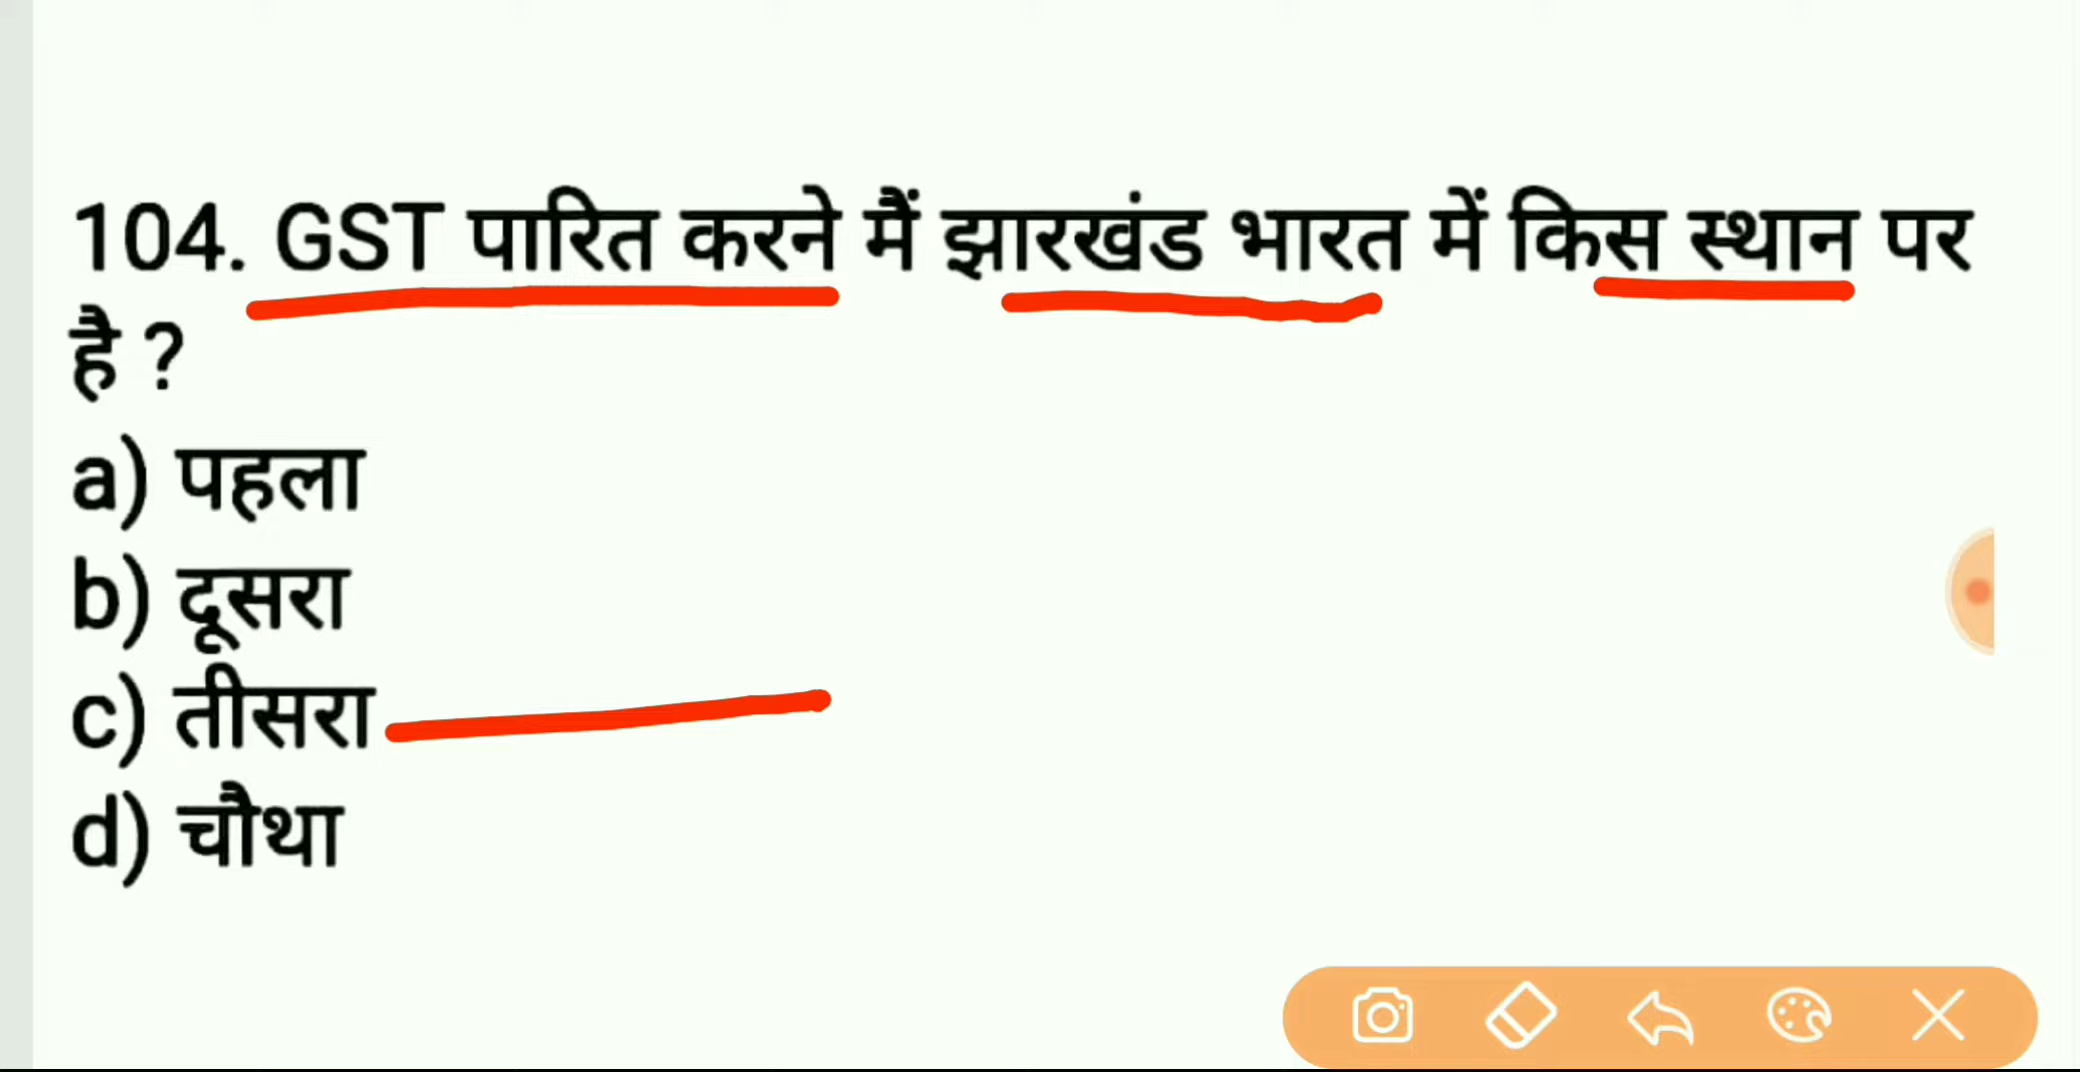 104. GST पारित करने मैं झारखंड भारत में किस स्थान पर
है ?
a) पहला
b) दूसरा
c) तीसरा
d) चौथा